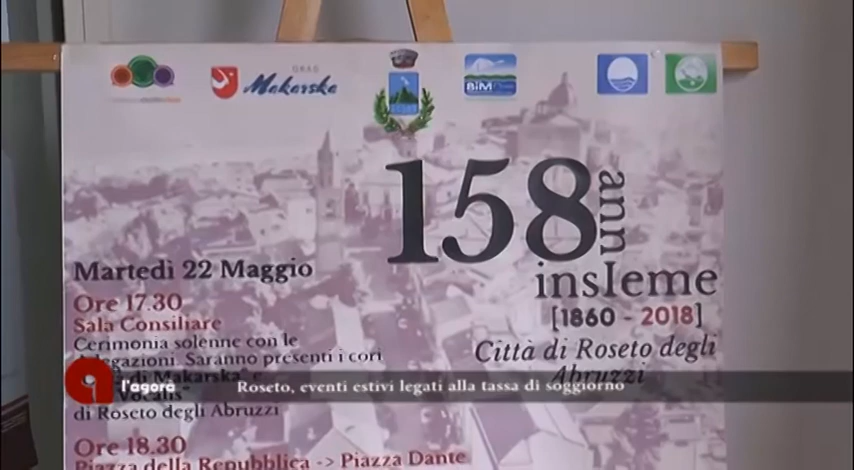 GRAD
Makarska
BIM
158
anni
insIeme
[1860 - 2018]
Città di Roseto degli
Abruzzi
Martedì 22 Maggio
Ore 17.30
Sala Consiliare
Cerimonia solenne con le
delegazioni. Saranno presenti i cori
di Makarska" e
Vocalis"
di Roseto degli Abruzzi
Ore 18.30
Piazza della Repubblica -> Piazza Dante
l'agorà
Roseto, eventi estivi legati alla tassa di soggiorno